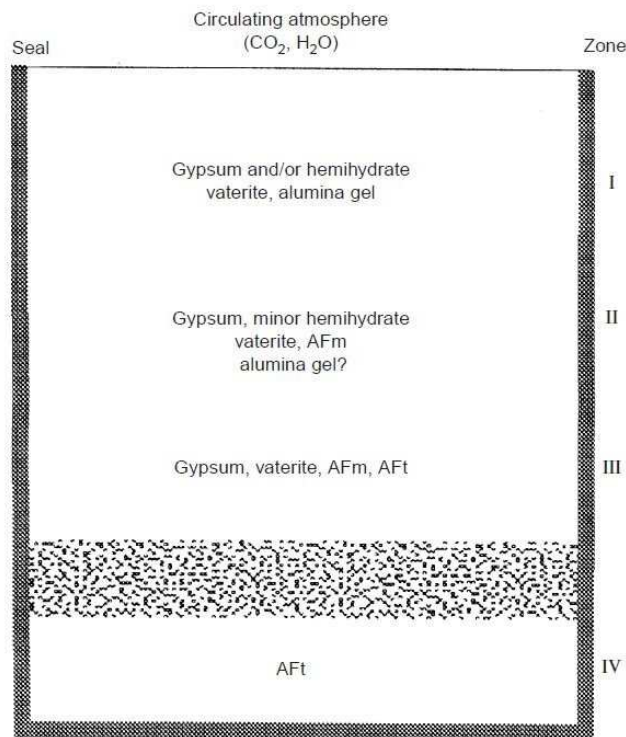 Circulating atmosphere
(CO₂, H₂O)
Seal
Zone
Gypsum and/or hemihydrate
vaterite, alumina gel
I
Gypsum, minor hemihydrate
vaterite, AFm
alumina gel?
II
Gypsum, vaterite, AFm, AFt
III
AFt
IV